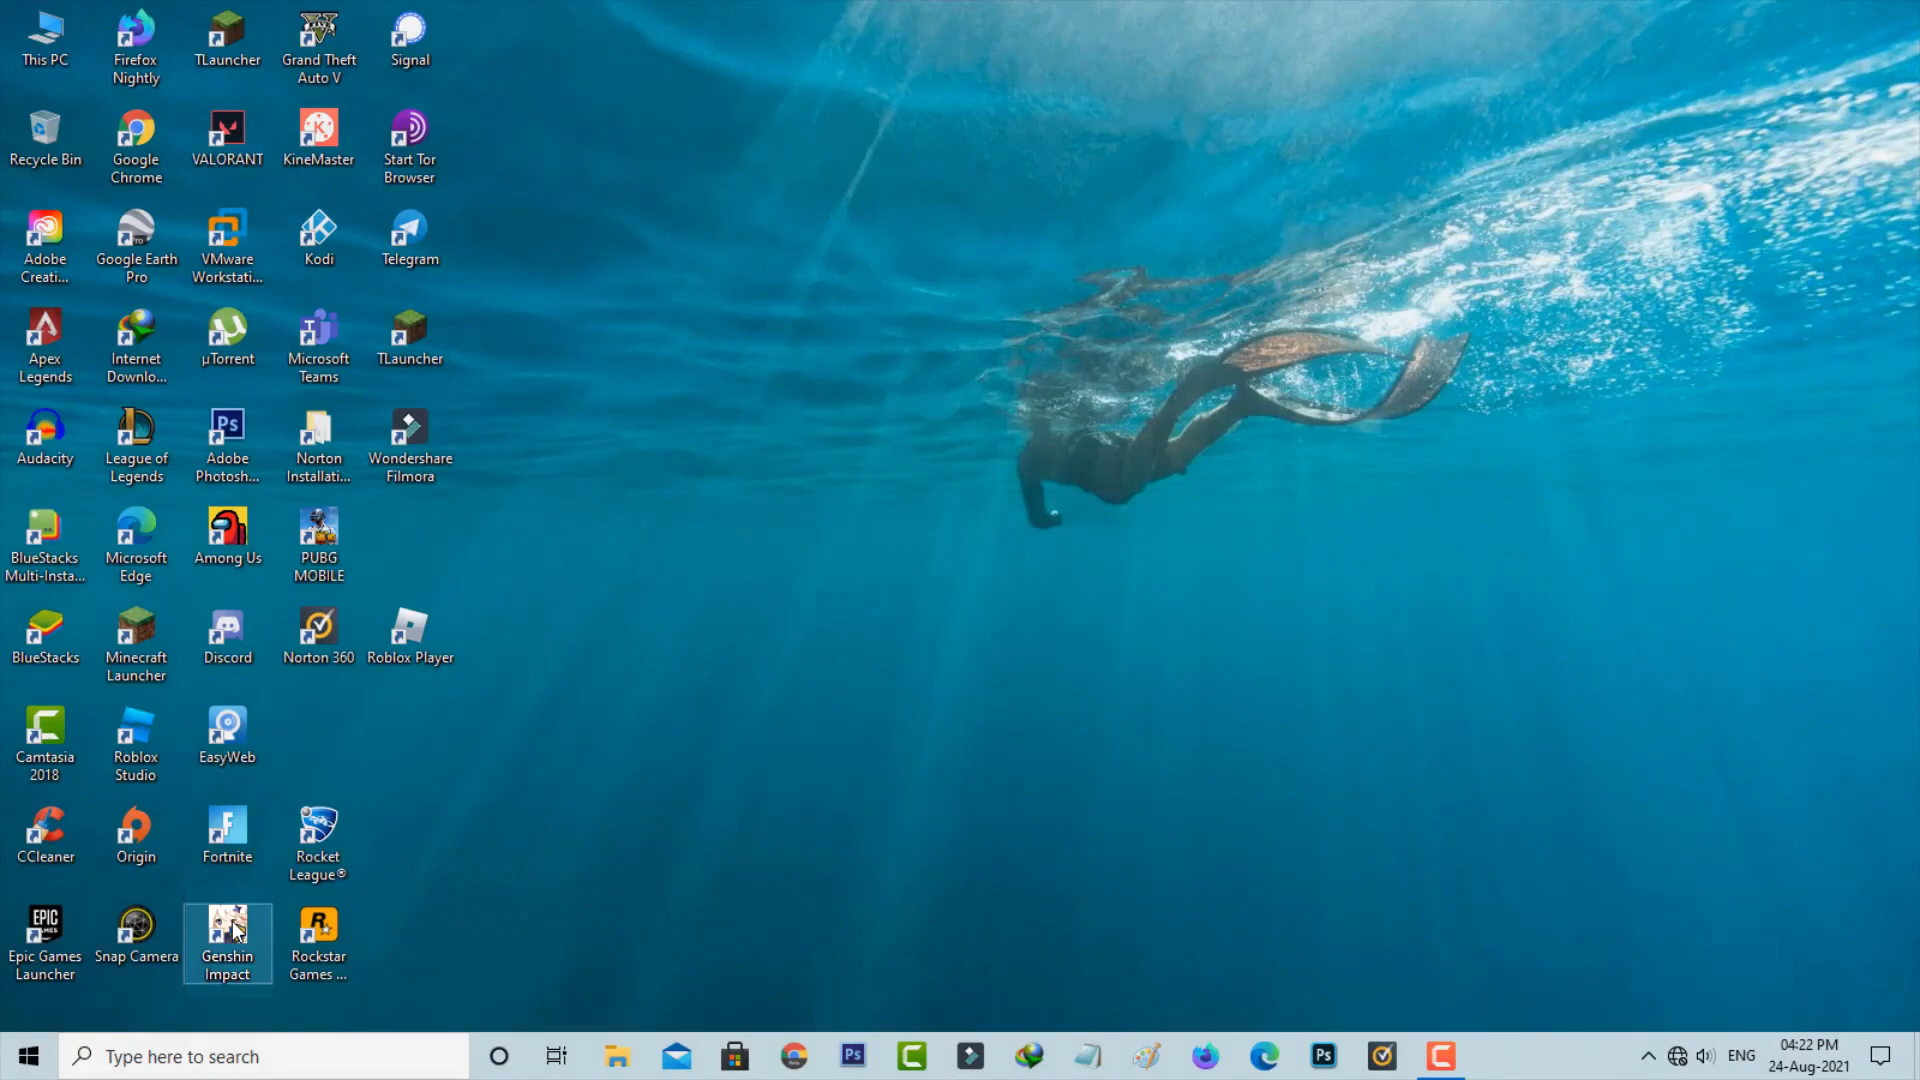 This PC
Firefox
Nightly
TLauncher
Grand Theft
Auto V
Signal
Recycle Bin
Google
Chrome
VALORANT
KineMaster
Start Tor
Browser
Adobe
Creati...
Google Earth
Pro
VMware
Workstati...
Kodi
Telegram
Apex
Legends
Internet
Downlo...
µTorrent
Microsoft
Teams
TLauncher
Audacity
League of
Legends
Adobe
Photosh...
Norton
Installati...
Wondershare
Filmora
BlueStacks
Multi-Insta...
Microsoft
Edge
Among Us
PUBG
MOBILE
BlueStacks
Minecraft
Launcher
Discord
Norton 360
Roblox Player
Camtasia
2018
Roblox
Studio
EasyWeb
CCleaner
Origin
Fortnite
Rocket
League®
Epic Games
Launcher
Snap Camera
Genshin
Impact
Rockstar
Games ...
Type here to search
ENG
04:22 PM
24-Aug-2021